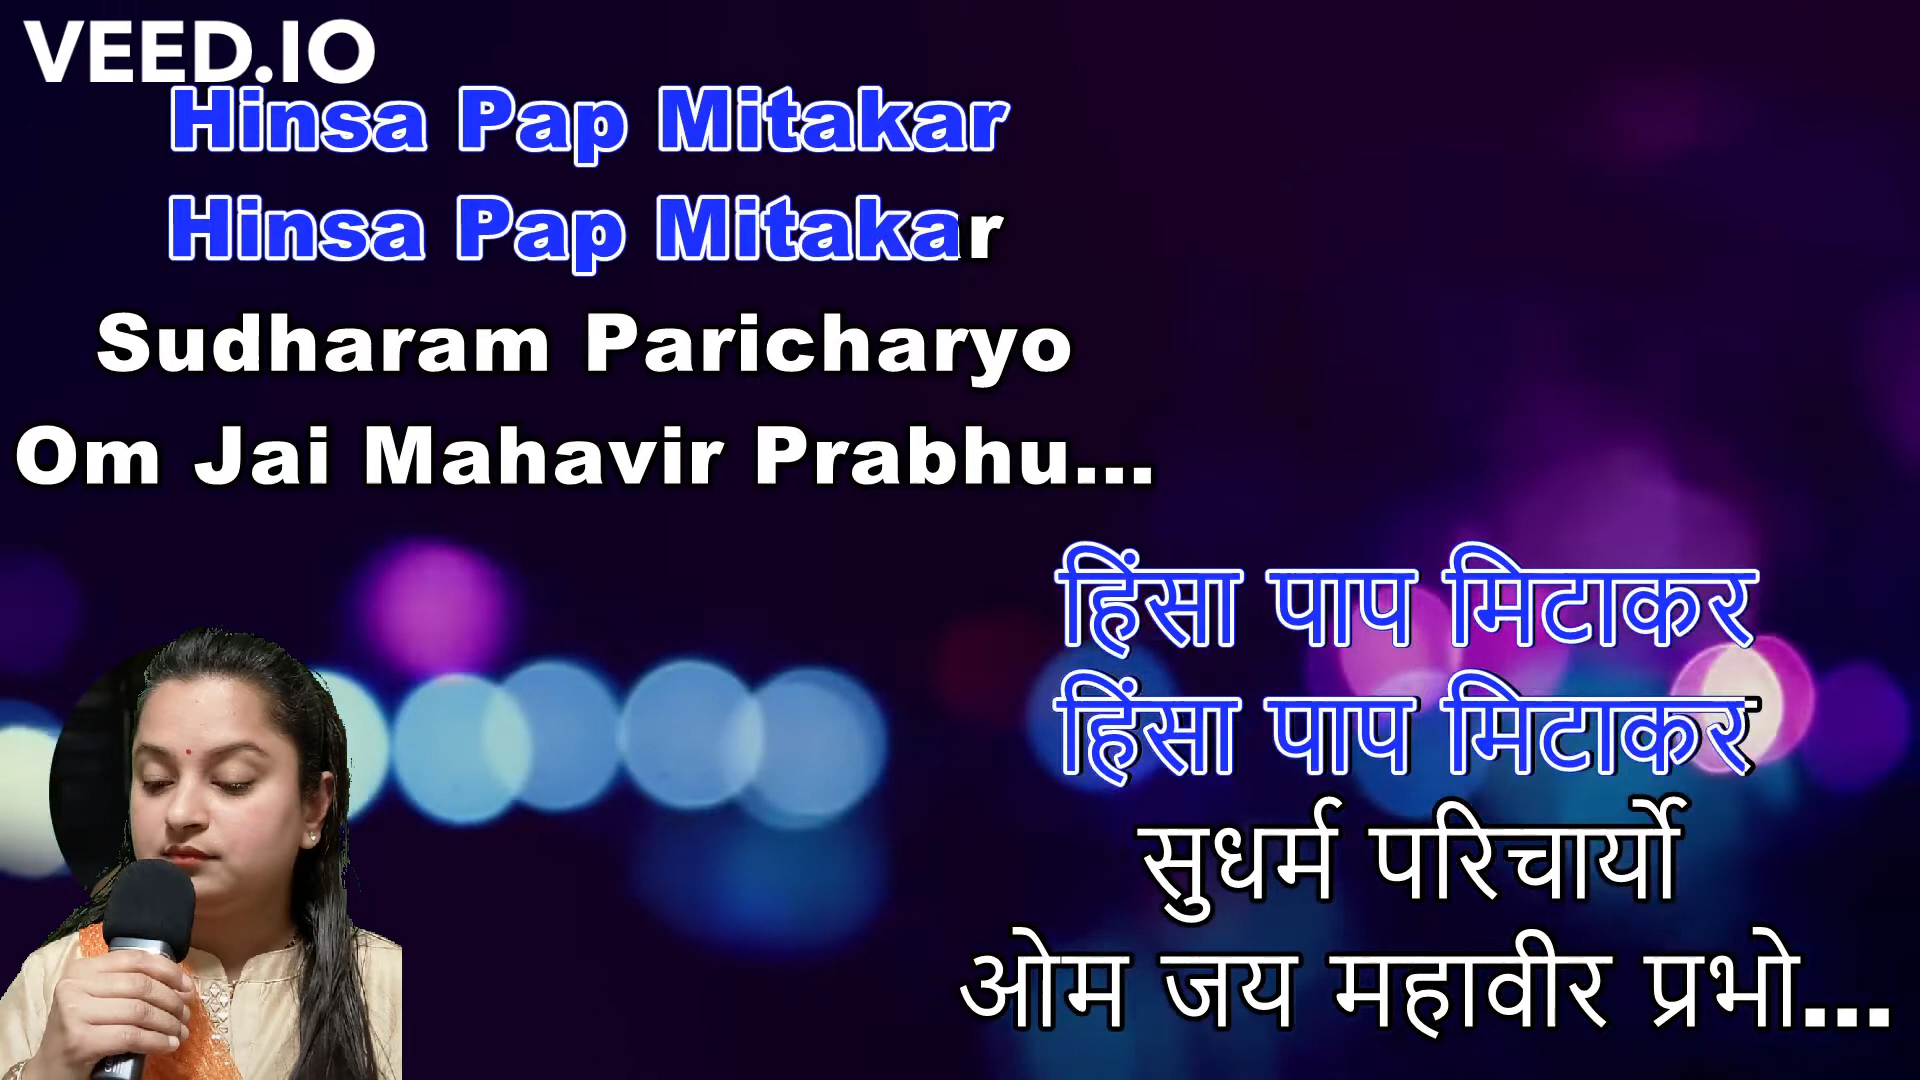 VEED.IO
Hinsa Pap Mitakar
Hinsa Pap Mitakar
Sudharam Paricharyo
Om Jai Mahavir Prabhu...
हिंसा पाप मिटाकर
हिंसा पाप मिटाकर
सुधर्म परिचार्यो
ओम जय महावीर प्रभो...